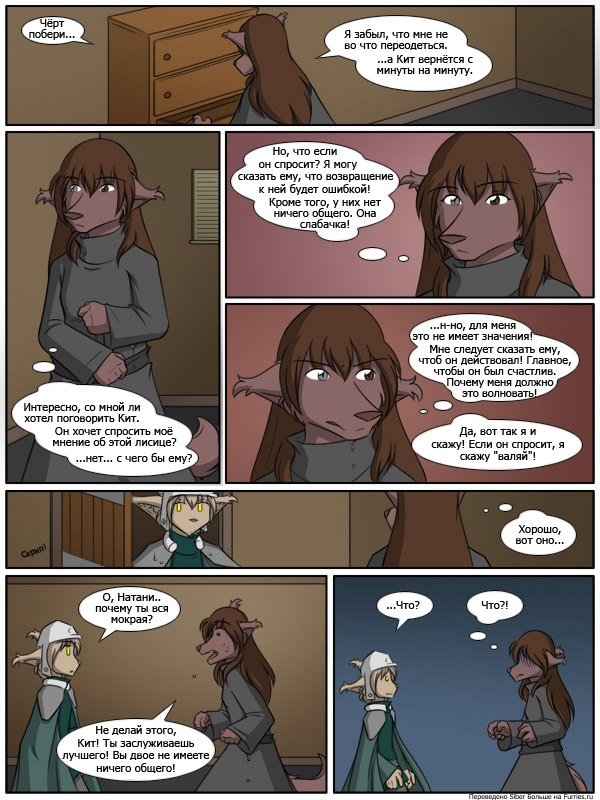 Чёрт
побери...
Я забыл, что мне не
во что переодеться.
...а Кит вернётся с
минуты на минуту.
Интересно, со мной ли
хотел поговорить Кит.
Он хочет спросить моё
мнение об этой лисице?
...нет... с чего бы ему?
Но, что если
он спросит? Я могу
сказать ему, что возвращение
к ней будет ошибкой!
Кроме того, у них нет
ничего общего. Она
слабачка!
...н-но, для меня
это не имеет значения!
Мне следует сказать ему,
чтоб он действовал! Главное,
чтобы он был счастлив.
Почему меня должно
это волновать!
Да, вот так я и
скажу! Если он спросит, я
скажу "валяй"!
Скрип!
Хорошо,
вот оно...
О, Натани..
почему ты вся
мокрая?
Не делай этого,
Кит! Ты заслуживаешь
лучшего! Вы двое не имеете
ничего общего!
...Что?
Что?!
Переведено Siber Больше на Furries.ru